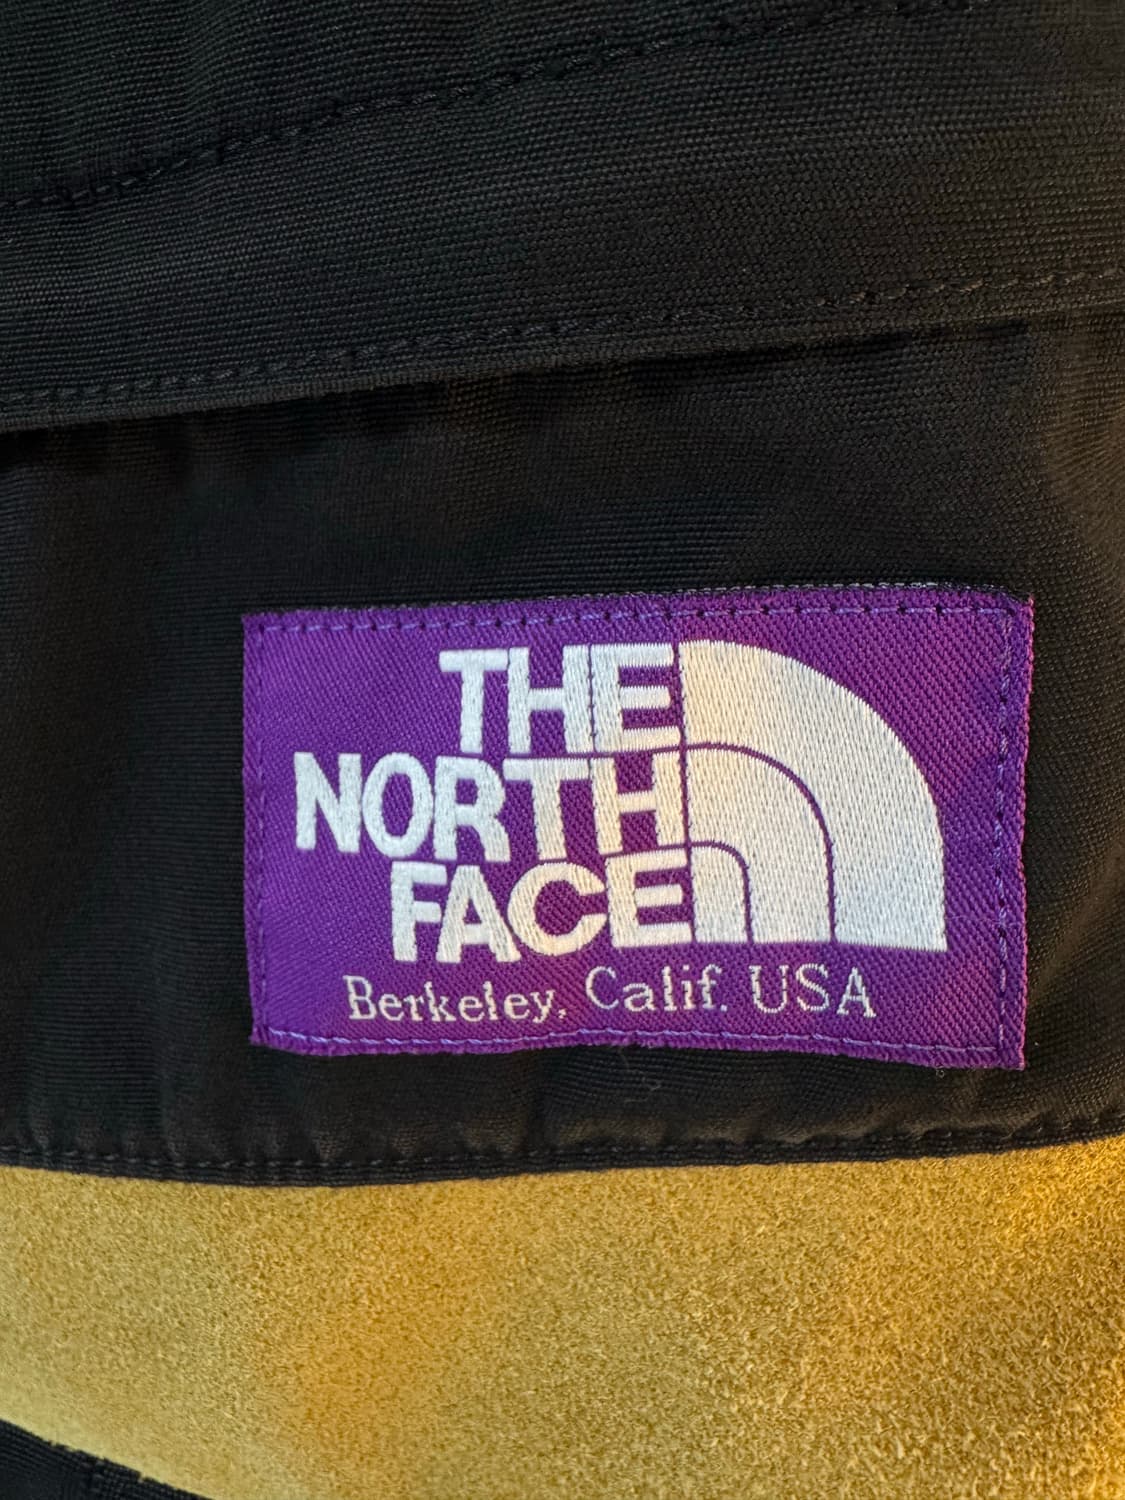 THE
NORTH
FACE
Berkeley, Calif. USA